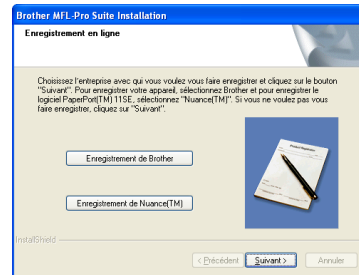 Brother MFL-Pro Suite Installation
Enregistrement en ligne
Choisissez l'entreprise avec qui vous voulez vous faire enregistrer et cliquez sur le bouton
"Suivant". Pour enregistrer votre appareil, sélectionnez Brother et pour enregistrer le
logiciel PaperPort(TM) 11SE, sélectionnez "Nuance(TM)". Si vous ne voulez pas vous
faire enregistrer, cliquez sur "Suivant".
Product Registration
Enregistrement de Brother
Enregistrement de Nuance(TM)
InstallShield
< Précédent
Suivant >
Annuler